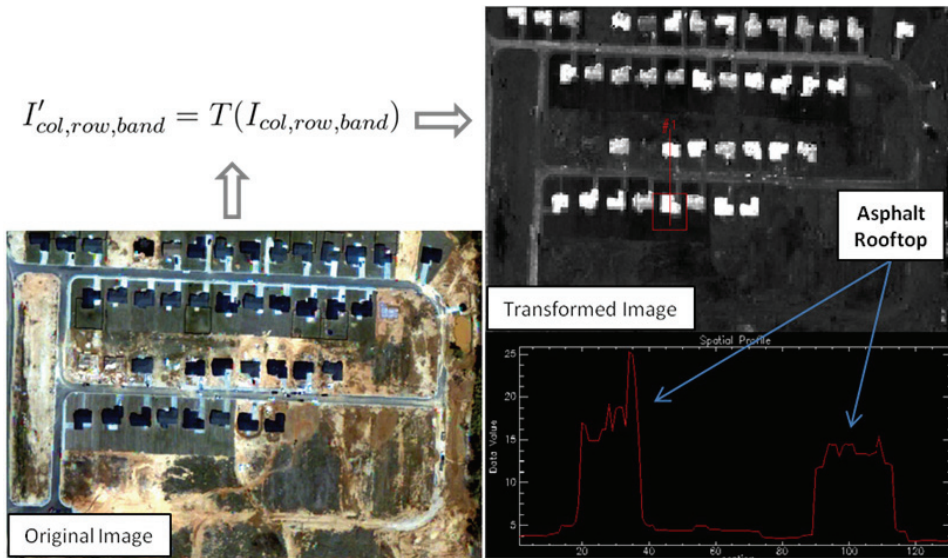 I′col,row,band = T(Icol,row,band)
#1
Asphalt
Rooftop
Transformed Image
Original Image
Spatial Profile
Data Value
25
20
15
10
5
20
40
60
80
100
120